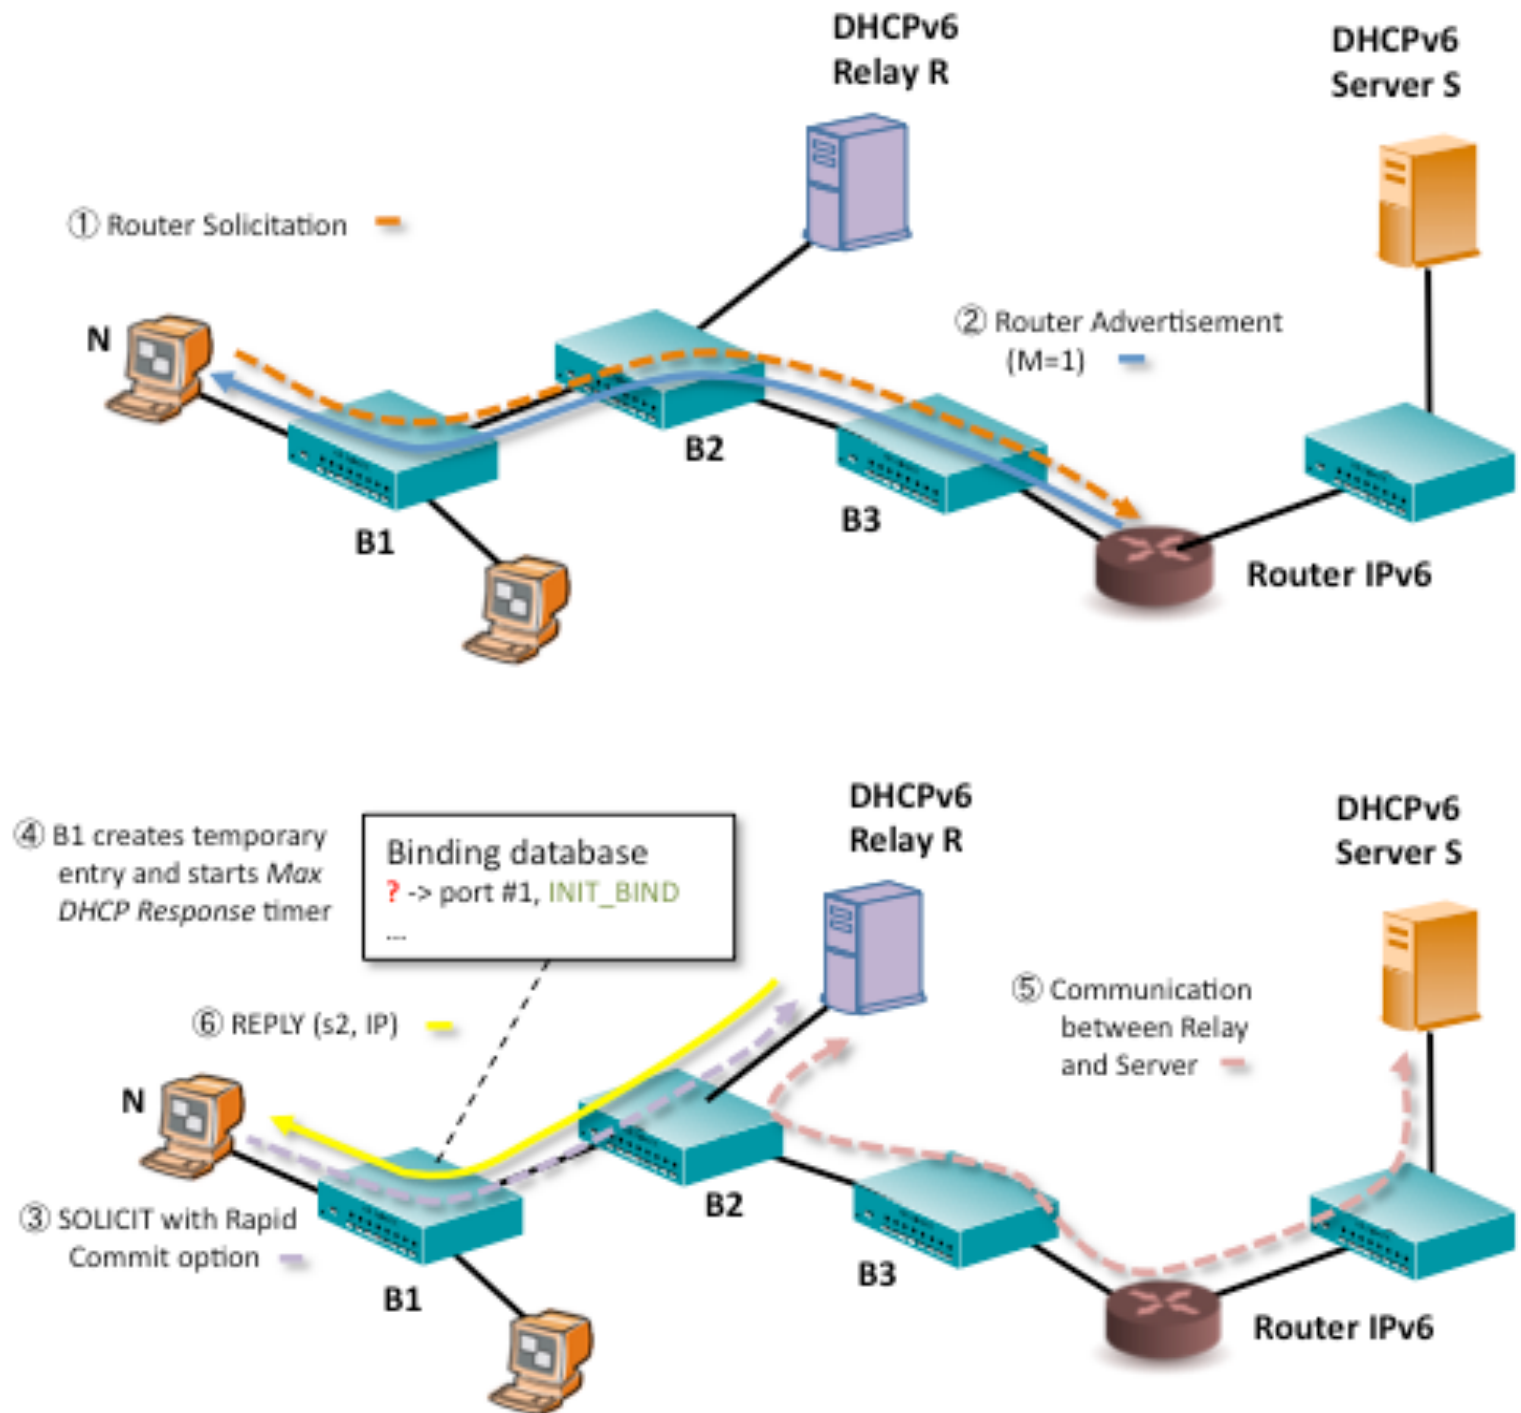 DHCPv6
Relay R
DHCPv6
Server S
① Router Solicitation
N
② Router Advertisement
(M=1)
B2
B3
B1
Router IPv6
DHCPv6
Relay R
DHCPv6
Server S
④ B1 creates temporary
entry and starts Max
DHCP Response timer
Binding database
? -> port #1, INIT_BIND
...
⑤ Communication
between Relay
and Server
⑥ REPLY (s2, IP)
N
③ SOLICIT with Rapid
Commit option
B2
B3
B1
Router IPv6